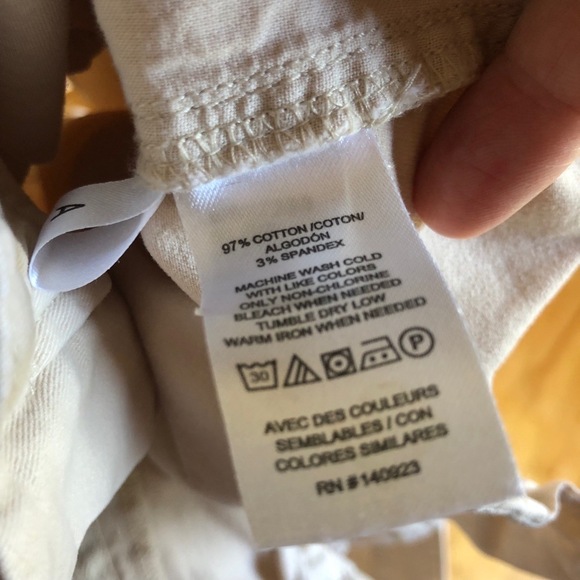 97% COTTON /COTON/
ALGODÓN
3% SPANDEX
MACHINE WASH COLD
WITH LIKE COLORS
ONLY NON-CHLORINE
BLEACH WHEN NEEDED
TUMBLE DRY LOW
WARM IRON WHEN NEEDED
30 P
AVEC DES COULEURS
SEMBLABLES / CON
COLORES SIMILARES
RN # 140923
A